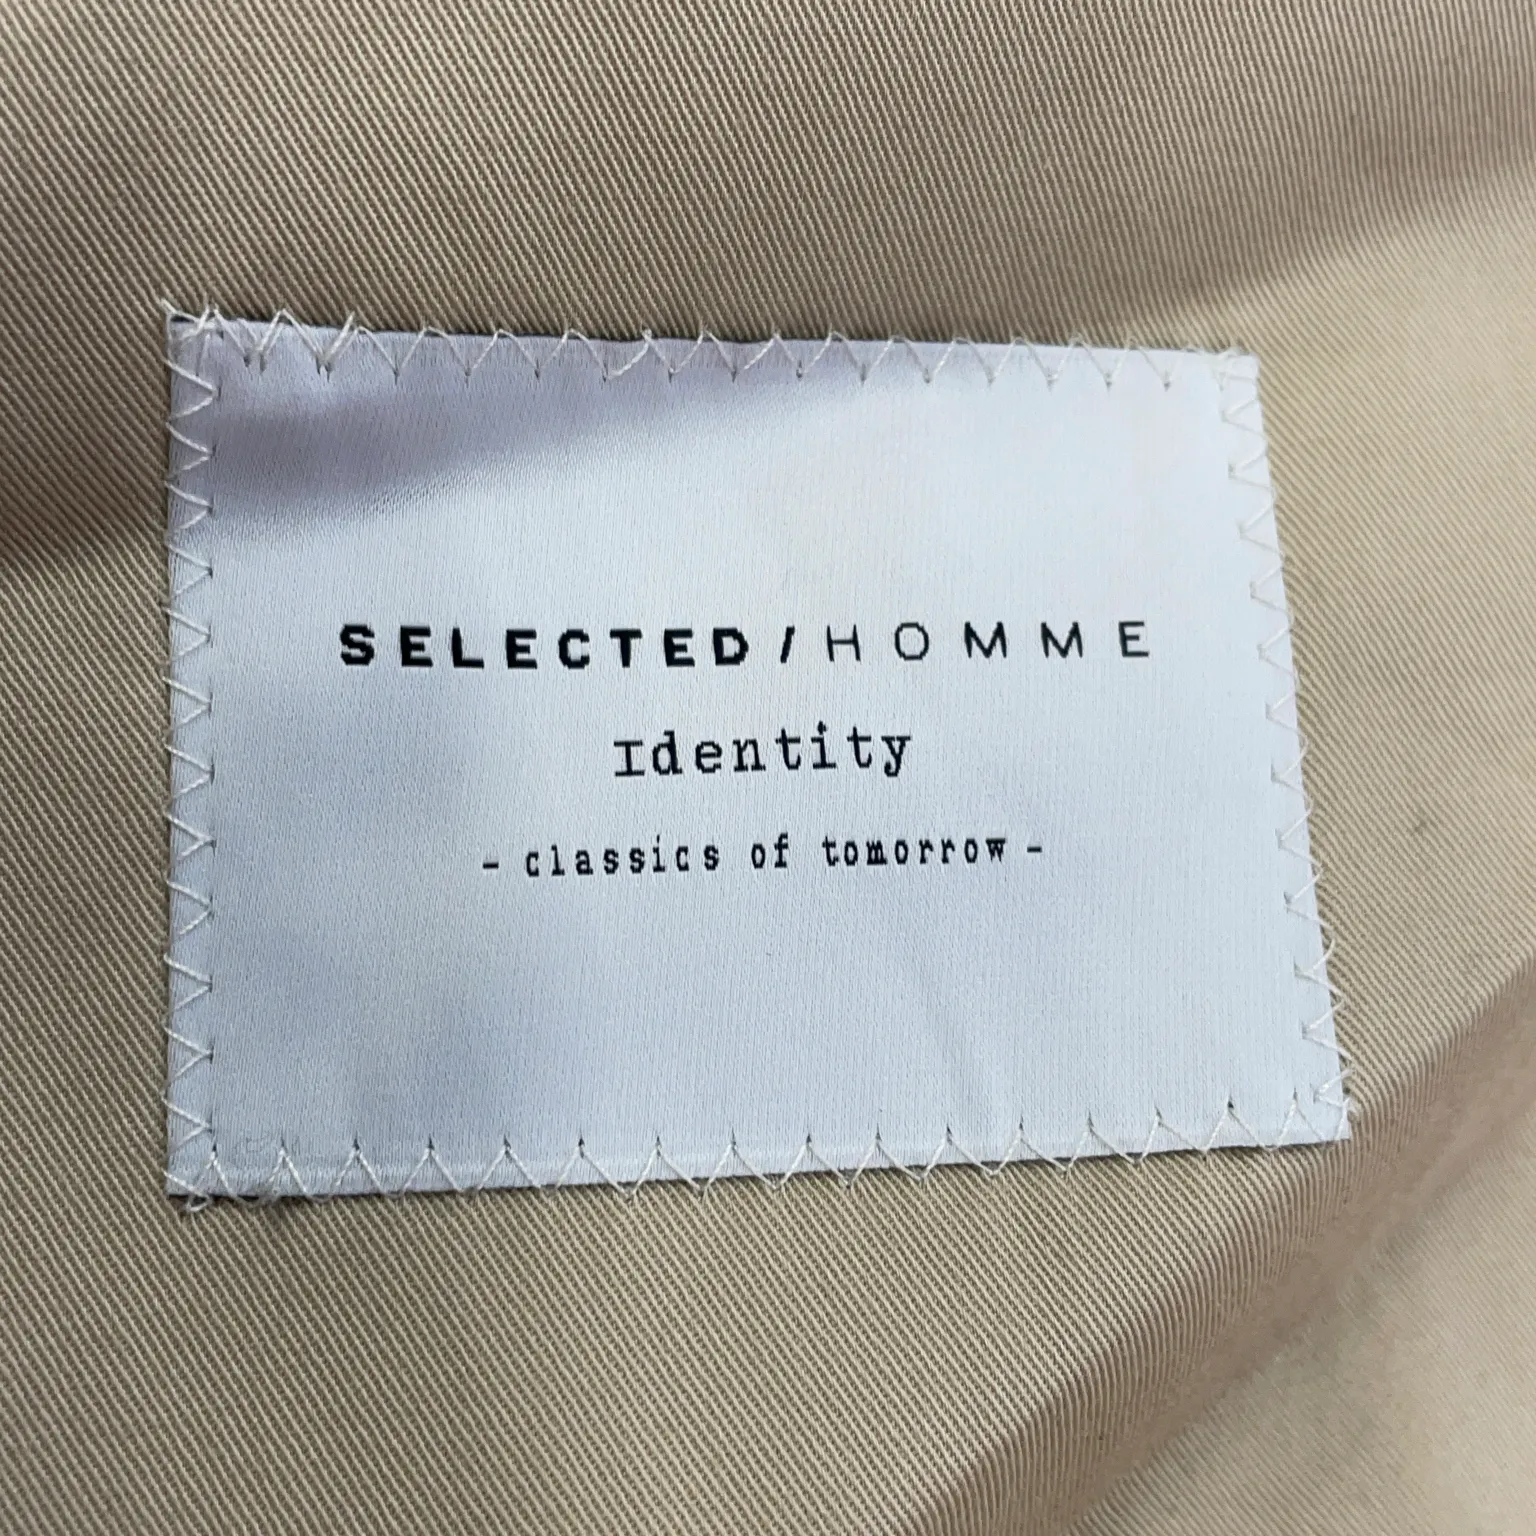 SELECTED/HOMME
Identity
- classics of tomorrow -